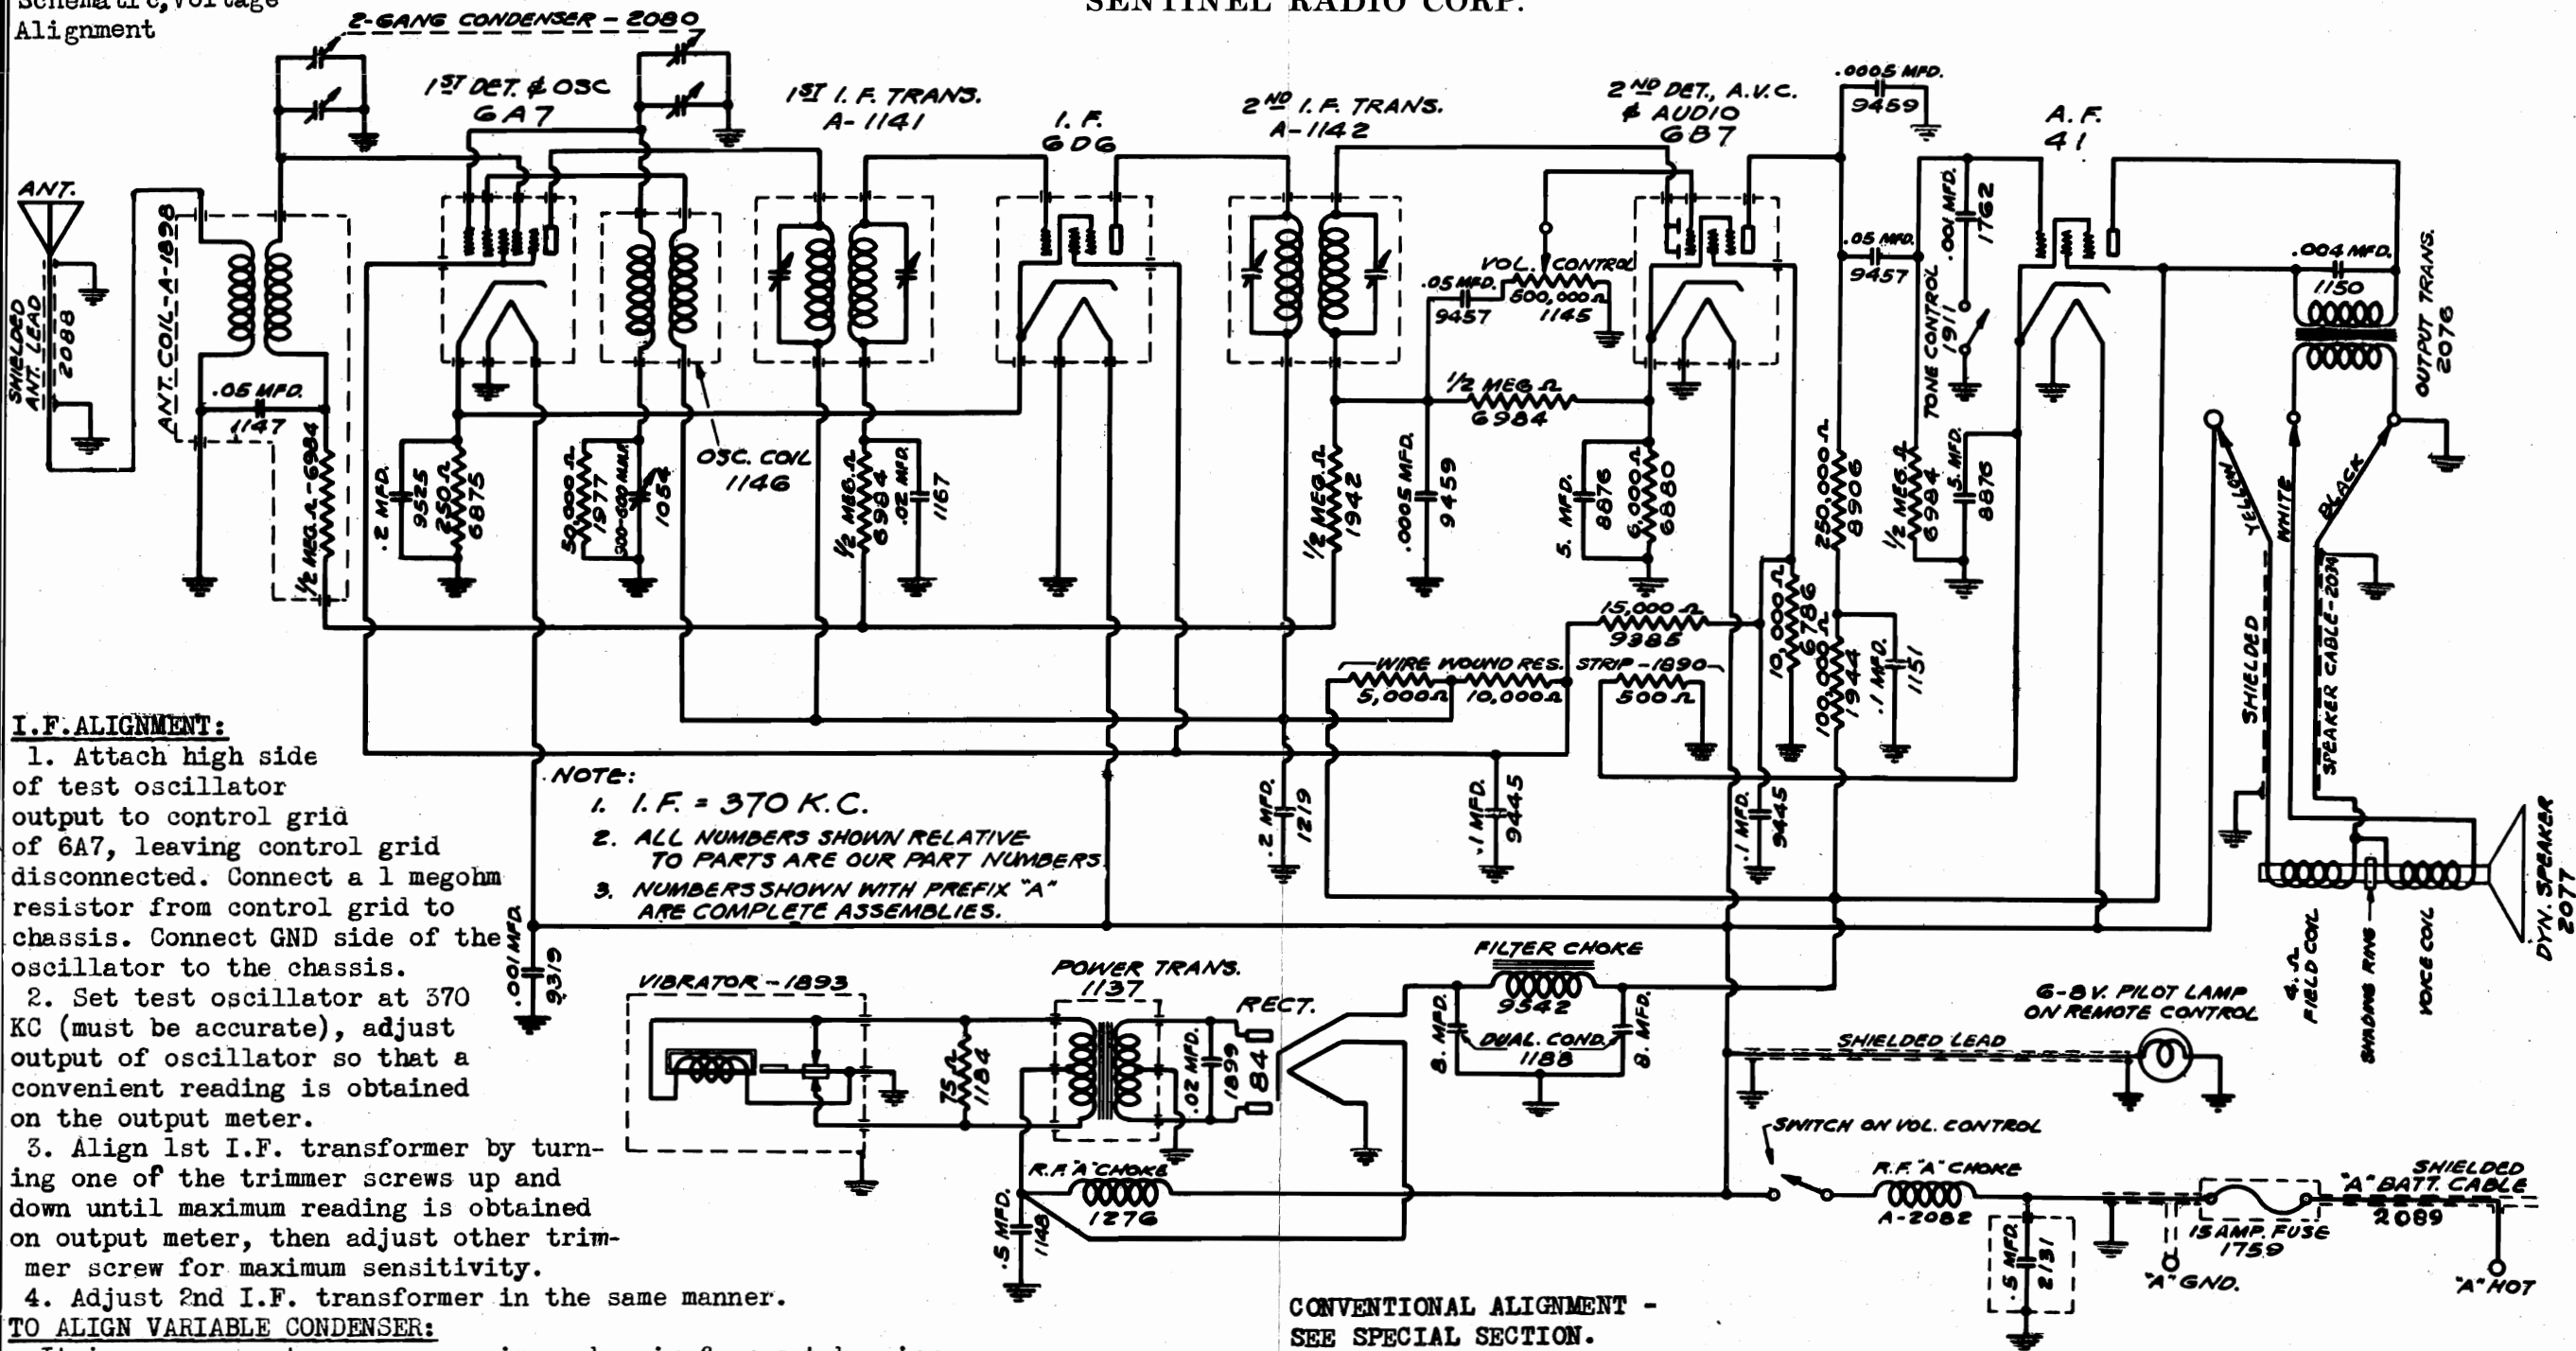 Schematic, Voltage
Alignment
SENTINEL RADIO CORP.
2-GANG CONDENSER - 2080
1ST DET. & OSC
6A7
1ST I. F. TRANS.
A-1141
I. F.
6D6
2ND I. F. TRANS.
A-1142
2ND DET., A.V.C.
& AUDIO
6B7
.0005 MFD.
9459
A. F.
41
ANT.
SHIELDED
ANT. LEAD
2088
ANT. COIL-A-1898
.05 MFD.
1147
1/2 MEG Ω-6984
.2 MFD.
9525
250 Ω
6875
50,000 Ω
1977
1054
OSC. COIL
1146
1/2 MEG. Ω
6984
.02 MFD.
1167
1/2 MEG. Ω
1942
.05 MFD.
9457
VOL. CONTROL
500,000 Ω
1145
1/2 MEG Ω
6984
.0005 MFD.
9459
5. MFD.
8876
6,000 Ω
6880
.05 MFD.
9457
.001 MFD.
1762
TONE CONTROL
1911
250,000 Ω
8906
1/2 MEG Ω
6984
5. MFD.
8876
.004 MFD.
1150
OUTPUT TRANS.
2076
YELLOW
WHITE
BLACK
SHIELDED
SPEAKER CABLE-2034
15,000 Ω
9385
10,000 Ω
6786
100,000 Ω
1944
.1 MFD.
1151
WIRE WOUND RES. STRIP-1890
5,000 Ω
10,000 Ω
500 Ω
.2 MFD.
1219
.1 MFD.
9445
.1 MFD.
9445
4. Ω
FIELD COIL
SHADING RING
VOICE COIL
DYN. SPEAKER
2077
I.F. ALIGNMENT:
1. Attach high side
of test oscillator
output to control grid
of 6A7, leaving control grid
disconnected. Connect a 1 megohm
resistor from control grid to
chassis. Connect GND side of the
oscillator to the chassis.
2. Set test oscillator at 370
KC (must be accurate), adjust
output of oscillator so that a
convenient reading is obtained
on the output meter.
3. Align 1st I.F. transformer by turn-
ing one of the trimmer screws up and
down until maximum reading is obtained
on output meter, then adjust other trim-
mer screw for maximum sensitivity.
4. Adjust 2nd I.F. transformer in the same manner.
TO ALIGN VARIABLE CONDENSER:
NOTE:
1. I. F. = 370 K. C.
2. ALL NUMBERS SHOWN RELATIVE
TO PARTS ARE OUR PART NUMBERS.
3. NUMBERS SHOWN WITH PREFIX "A"
ARE COMPLETE ASSEMBLIES.
.001 MFD.
9319
VIBRATOR - 1893
75 Ω
1184
POWER TRANS.
1137
.02 MFD.
1899
RECT.
84
FILTER CHOKE
9542
8. MFD.
DUAL. COND.
1188
8. MFD.
R.F. "A" CHOKE
1276
.5 MFD.
1148
6-8 V. PILOT LAMP
ON REMOTE CONTROL
SHIELDED LEAD
SWITCH ON VOL. CONTROL
R.F. "A" CHOKE
A-2082
.5 MFD.
2131
SHIELDED
"A" BATT. CABLE
2089
15 AMP. FUSE
1759
"A" GND.
"A" HOT
CONVENTIONAL ALIGNMENT -
SEE SPECIAL SECTION.